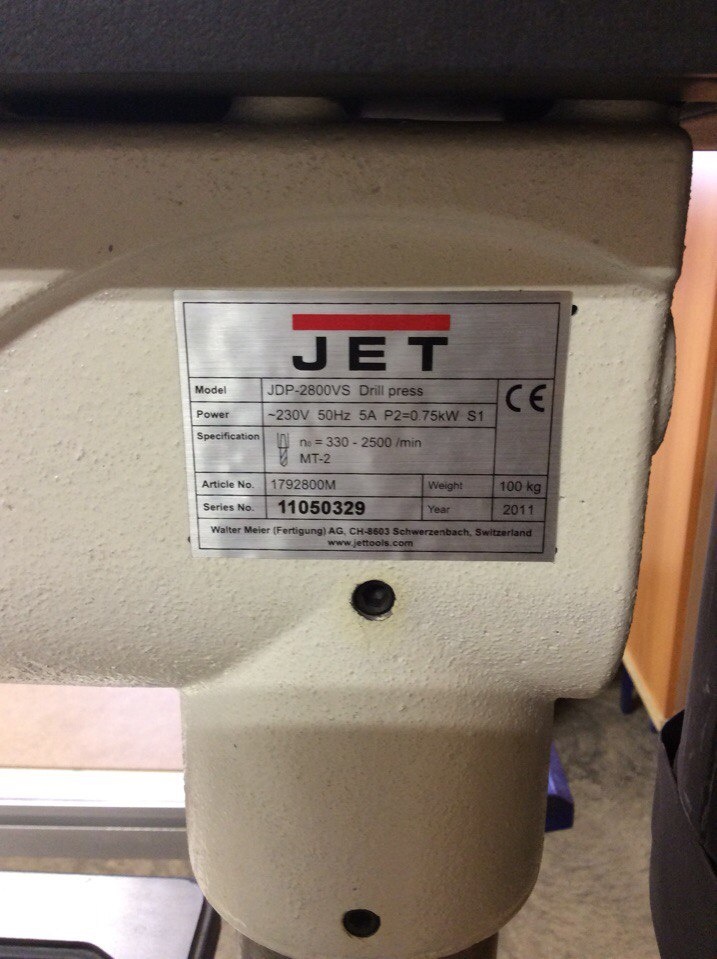 JET
CE
Model JDP-2800VS Drill press
Power ~230V 50Hz 5A P2=0.75kW S1
Specification n₀ = 330 - 2500 /min
MT-2
Article No. 1792800M Weight 100 kg
Series No. 11050329 Year 2011
Walter Meier (Fertigung) AG, CH-8603 Schwerzenbach, Switzerland
www.jettools.com